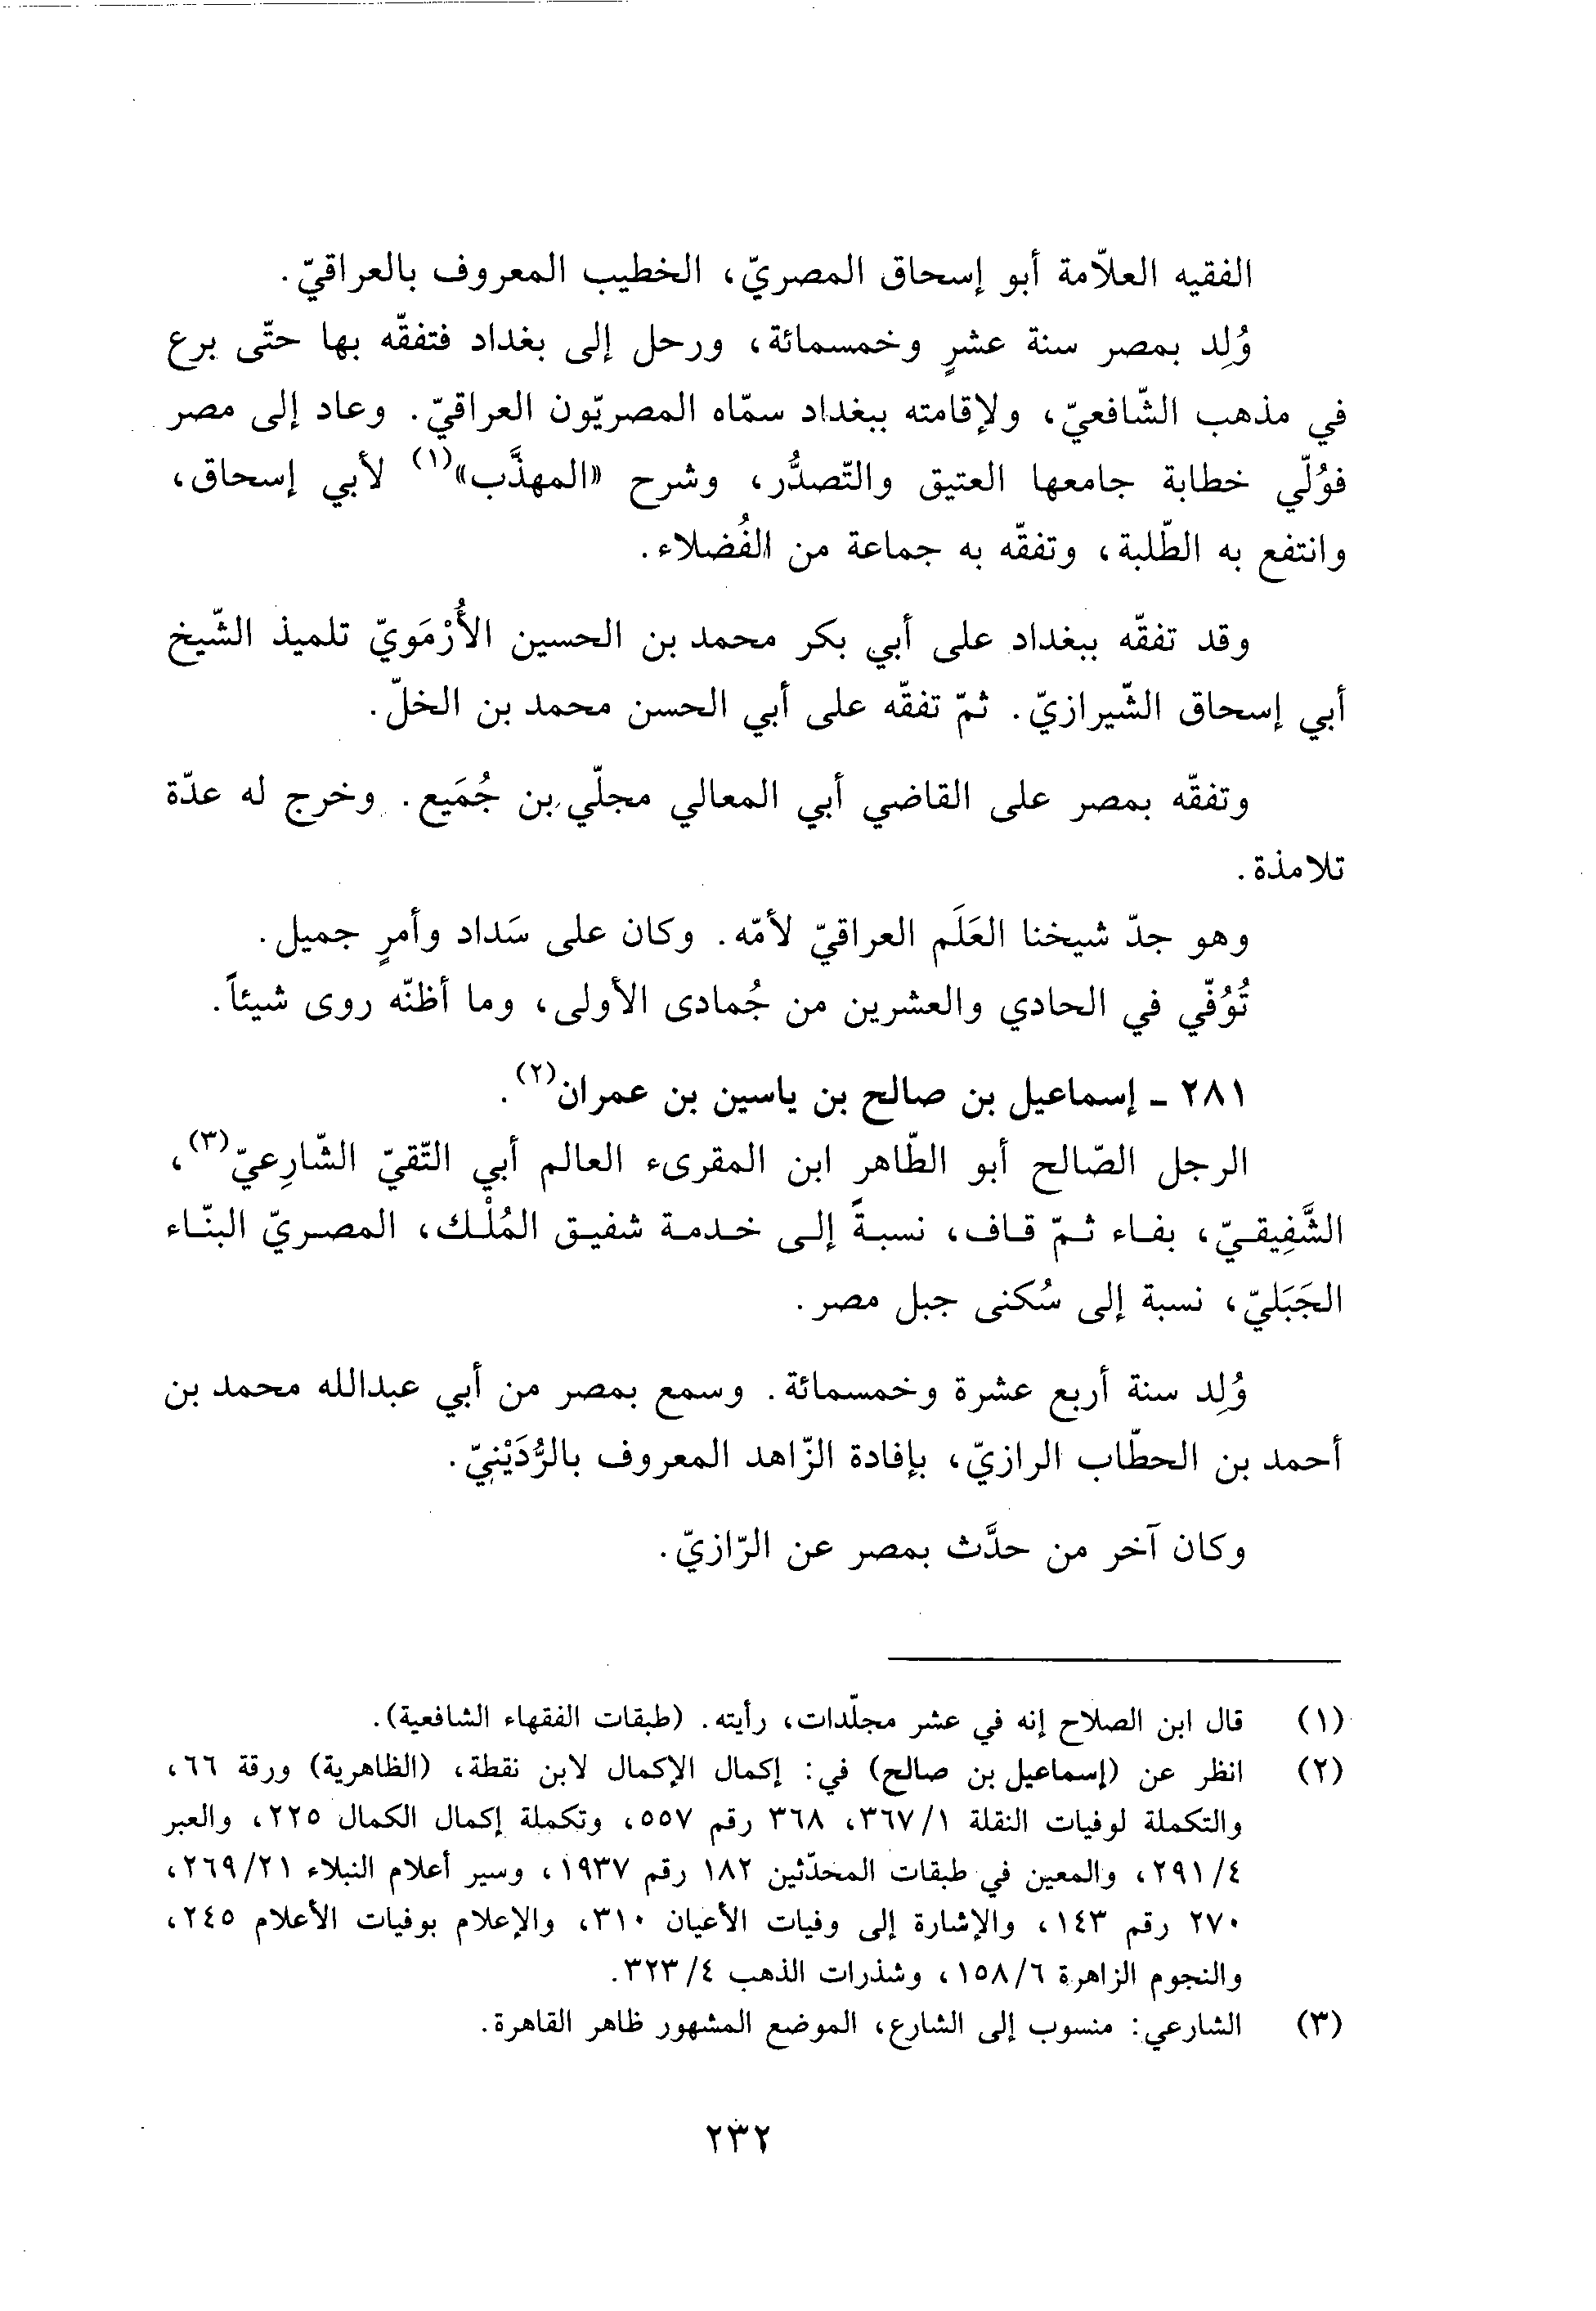 الفقيه العلاّمة أبو إسحاق المصريّ، الخطيب المعروف بالعراقيّ.
وُلِد بمصر سنة عشرٍ وخمسمائة، ورحل إلى بغداد فتفقّه بها حتّى برع
في مذهب الشّافعيّ، ولإقامته ببغداد سمّاه المصريّون العراقيّ. وعاد إلى مصر
فوُلّي خطابة جامعها العتيق والتّصدُّر، وشرح «المهذَّب»(١) لأبي إسحاق،
وانتفع به الطّلبة، وتفقّه به جماعة من الفُضلاء.
وقد تفقّه ببغداد على أبي بكر محمد بن الحسين الأُرْمَويّ تلميذ الشّيخ
أبي إسحاق الشّيرازيّ. ثمّ تفقّه على أبي الحسن محمد بن الخلّ.
وتفقّه بمصر على القاضي أبي المعالي مجلّي بن جُمَيع. وخرج له عدّة
تلامذة.
وهو جدّ شيخنا العَلَم العراقيّ لأمّه. وكان على سَداد وأمرٍ جميل.
تُوُفّي في الحادي والعشرين من جُمادى الأولى، وما أظنّه روى شيئاً.
٢٨١ ـ إسماعيل بن صالح بن ياسين بن عمران(٢).
الرجل الصّالح أبو الطّاهر ابن المقرىء العالم أبي التّقيّ الشّارِعيّ(٣)،
الشَّفِيقيّ، بفاء ثمّ قاف، نسبةً إلى خدمة شفيق المُلْك، المصريّ البنّاء
الجَبَليّ، نسبة إلى سُكنى جبل مصر.
وُلِد سنة أربع عشرة وخمسمائة. وسمع بمصر من أبي عبدالله محمد بن
أحمد بن الحطّاب الرازيّ، بإفادة الزّاهد المعروف بالرُّدَيْنيّ.
وكان آخر من حدَّث بمصر عن الرّازيّ.
(١) قال ابن الصلاح إنه في عشر مجلّدات، رأيته. (طبقات الفقهاء الشافعية).
(٢) انظر عن (إسماعيل بن صالح) في: إكمال الإكمال لابن نقطة، (الظاهرية) ورقة ٦٦،
والتكملة لوفيات النقلة ٣٦٧/١، ٣٦٨ رقم ٥٥٧، وتكملة إكمال الكمال ٢٢٥، والعبر
٢٩١/٤، والمعين في طبقات المحدّثين ١٨٢ رقم ١٩٣٧، وسير أعلام النبلاء ٢٦٩/٢١،
٢٧٠ رقم ١٤٣، والإشارة إلى وفيات الأعيان ٣١٠، والإعلام بوفيات الأعلام ٢٤٥،
والنجوم الزاهرة ١٥٨/٦، وشذرات الذهب ٣٢٣/٤.
(٣) الشارعي: منسوب إلى الشارع، الموضع المشهور ظاهر القاهرة.
٢٣٢